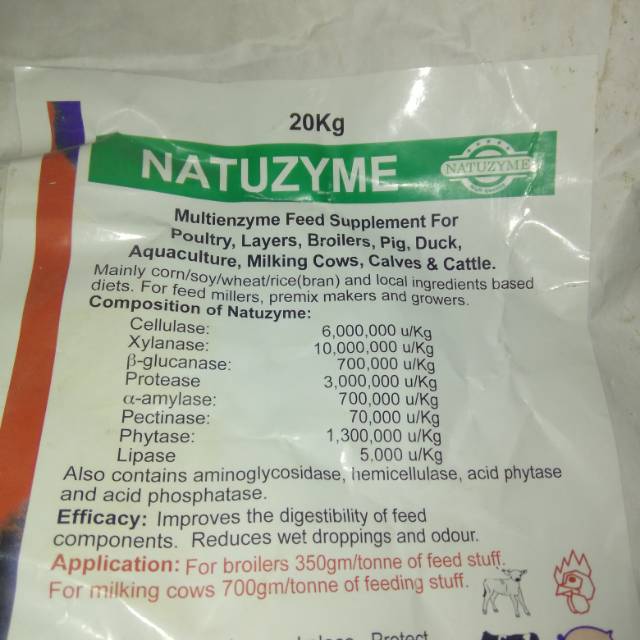 20Kg
NATUZYME
NATUZYME
Multienzyme Feed Supplement For
Poultry, Layers, Broilers, Pig, Duck,
Aquaculture, Milking Cows, Calves & Cattle.
Mainly corn/soy/wheat/rice(bran) and local ingredients based
diets. For feed millers, premix makers and growers.
Composition of Natuzyme:
Cellulase: 6,000,000 u/Kg
Xylanase: 10,000,000 u/Kg
β-glucanase: 700,000 u/Kg
Protease 3,000,000 u/Kg
α-amylase: 700,000 u/Kg
Pectinase: 70,000 u/Kg
Phytase: 1,300,000 u/Kg
Lipase 5,000 u/Kg
Also contains aminoglycosidase, hemicellulase, acid phytase
and acid phosphatase.
Efficacy: Improves the digestibility of feed
components. Reduces wet droppings and odour.
Application: For broilers 350gm/tonne of feed stuff.
For milking cows 700gm/tonne of feeding stuff.
Protect